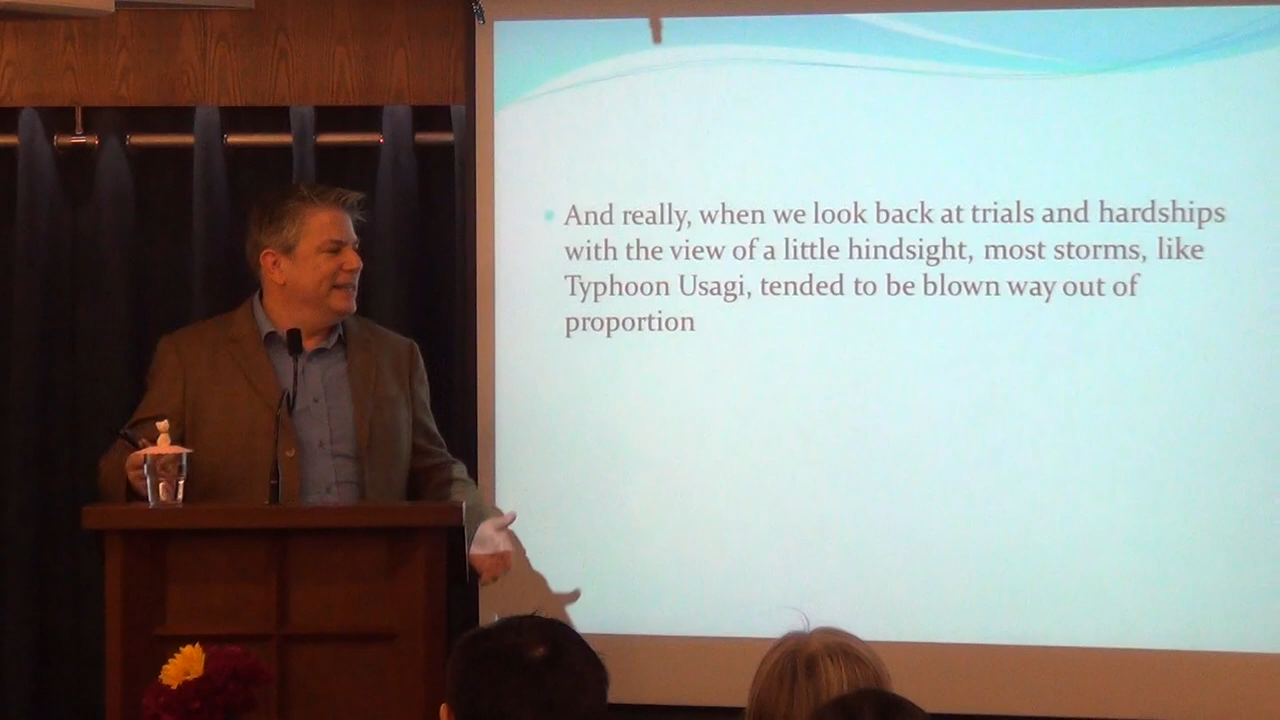 And really, when we look back at trials and hardships
with the view of a little hindsight, most storms, like
Typhoon Usagi, tended to be blown way out of
proportion